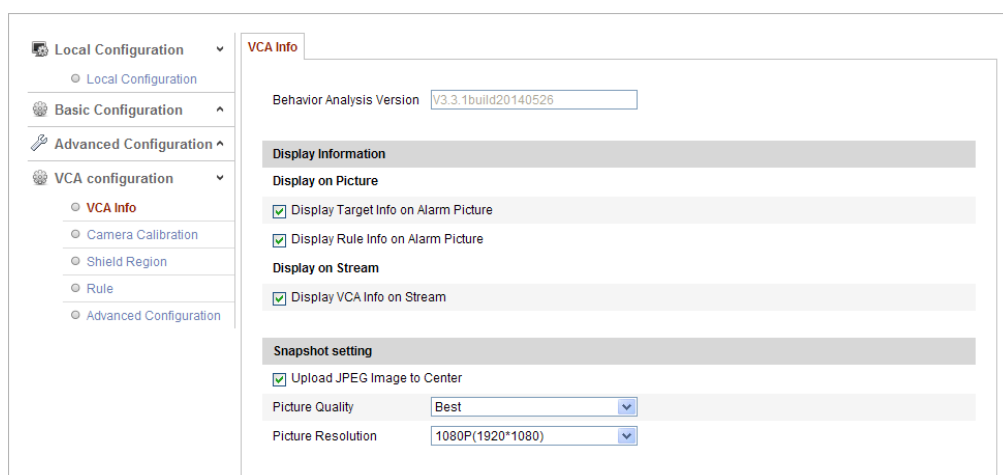 Local Configuration
Local Configuration
Basic Configuration
Advanced Configuration
VCA configuration
VCA Info
Camera Calibration
Shield Region
Rule
Advanced Configuration
VCA Info
Behavior Analysis Version V3.3.1build20140526
Display Information
Display on Picture
Display Target Info on Alarm Picture
Display Rule Info on Alarm Picture
Display on Stream
Display VCA Info on Stream
Snapshot setting
Upload JPEG Image to Center
Picture Quality Best
Picture Resolution 1080P(1920*1080)